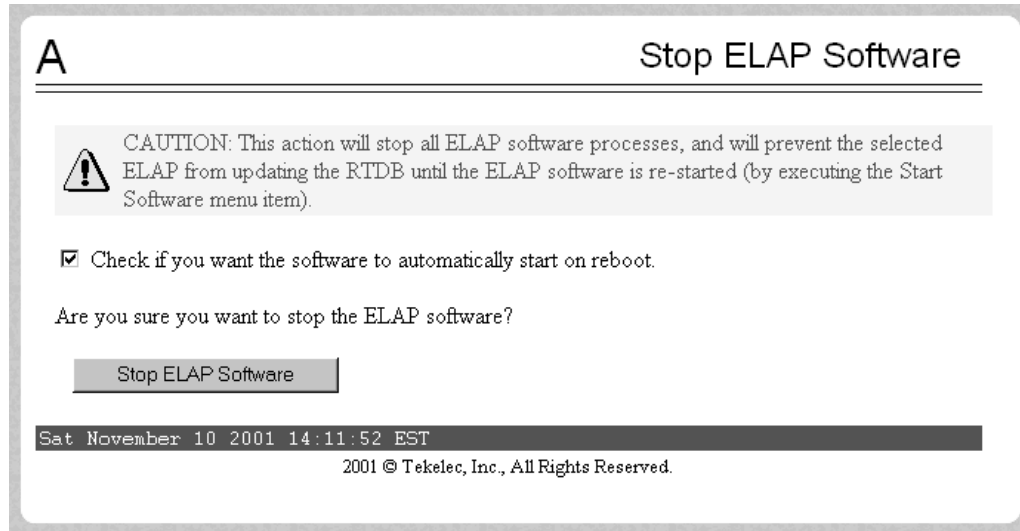 A
Stop ELAP Software
CAUTION: This action will stop all ELAP software processes, and will prevent the selected
ELAP from updating the RTDB until the ELAP software is re-started (by executing the Start
Software menu item).
Check if you want the software to automatically start on reboot.
Are you sure you want to stop the ELAP software?
Stop ELAP Software
Sat November 10 2001 14:11:52 EST
2001 © Tekelec, Inc., All Rights Reserved.